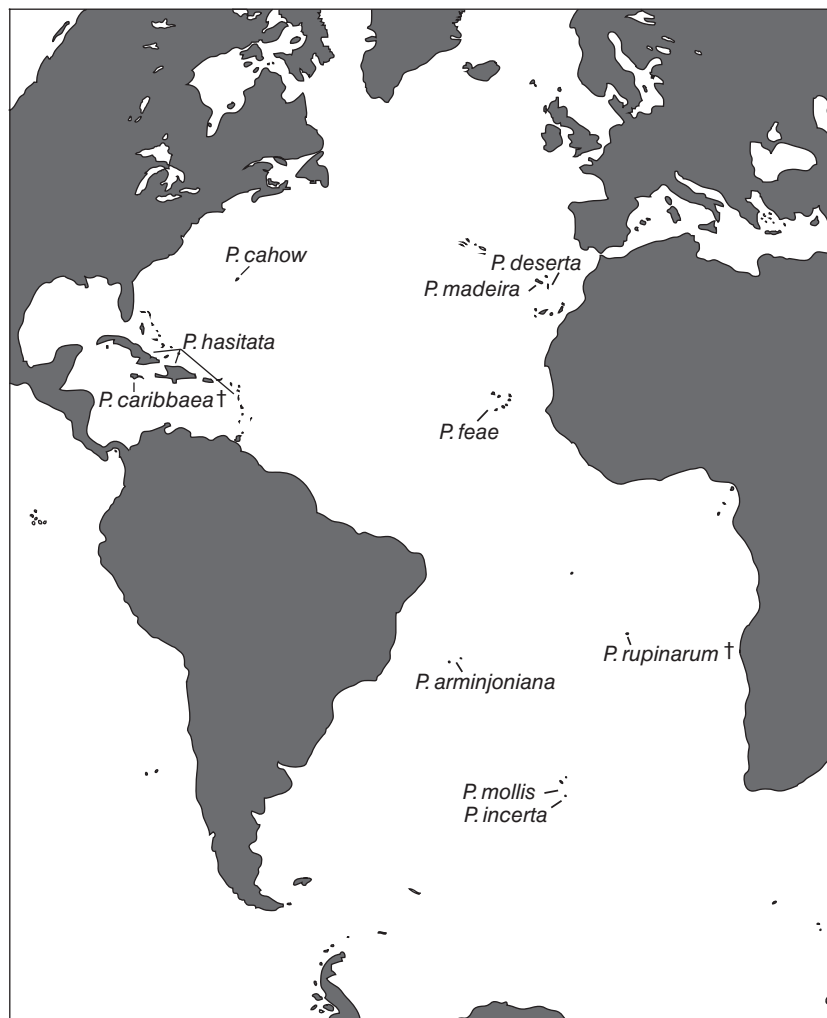 P. cahow
P. deserta
P. madeira
P. hasitata
P. caribbaea†
P. feae
P. rupinarum †
P. arminjoniana
P. mollis
P. incerta